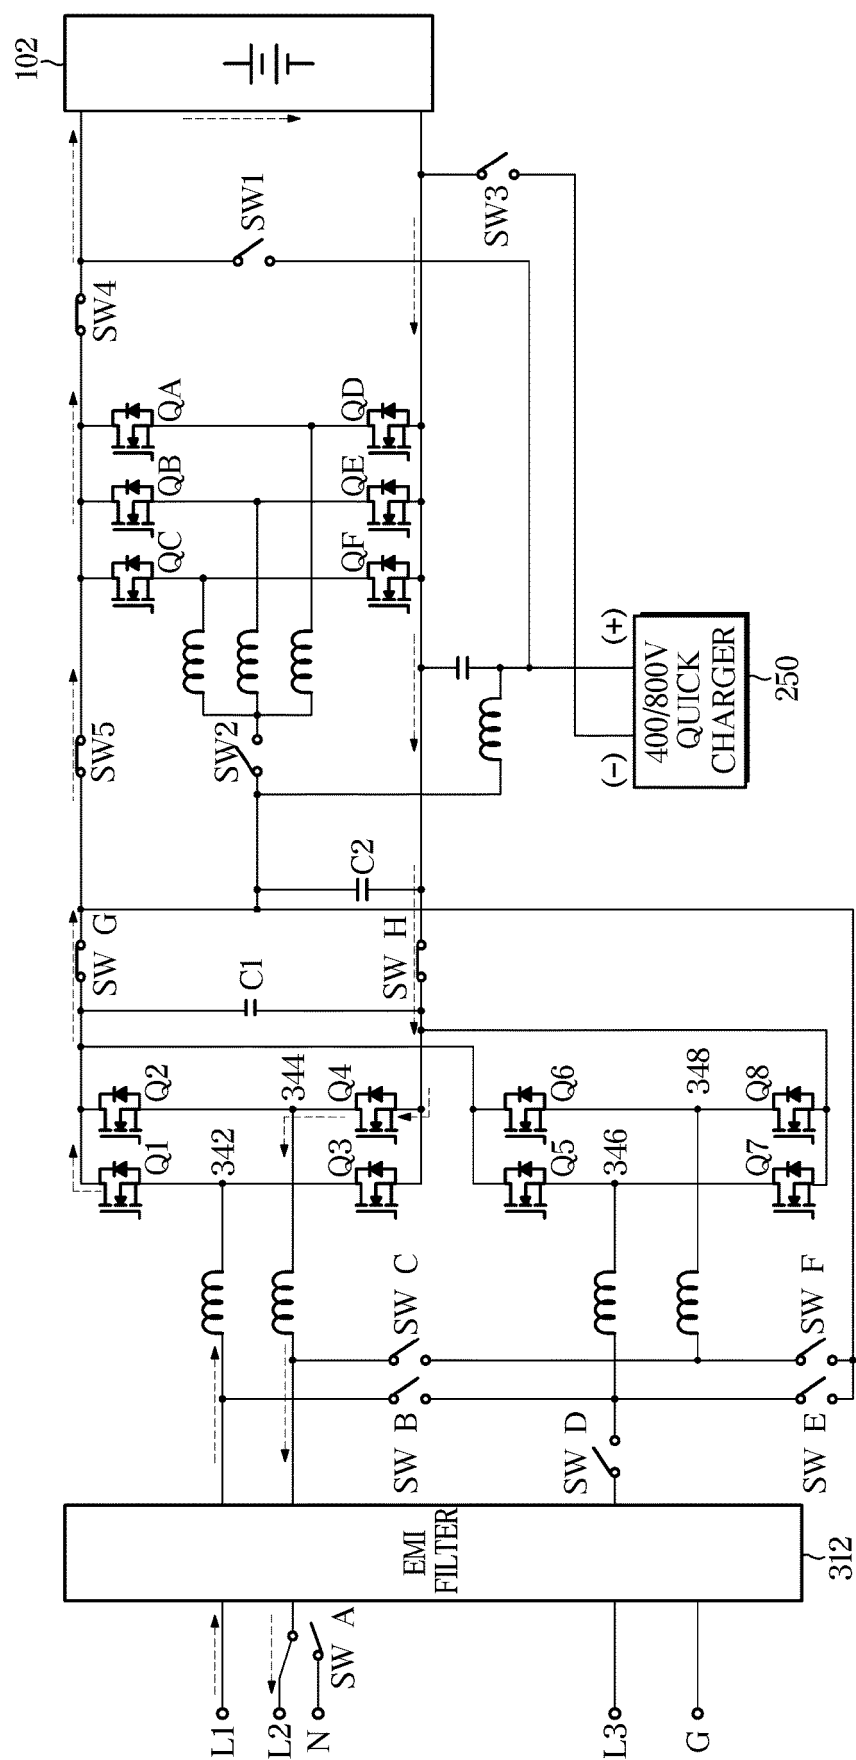 102
SW1
SW3
SW4
QA
QB
QC
QD
QE
QF
SW5
SW2
C2
(+)
(-)
400/800V
QUICK
CHARGER
250
SW G
SW H
C1
Q2
Q1
344
342
Q4
Q3
Q6
Q5
348
346
Q8
Q7
SW C
SW B
SW D
SW F
SW E
EMI
FILTER
312
SW A
L1
L2
N
L3
G